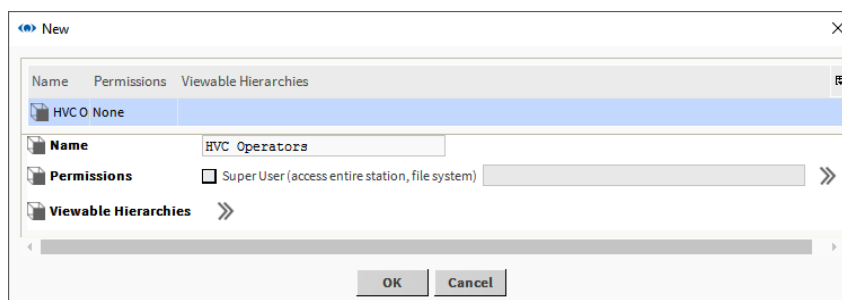 New
Name Permissions Viewable Hierarchies
HVC O None
Name HVC Operators
Permissions Super User (access entire station, file system)
Viewable Hierarchies
OK Cancel